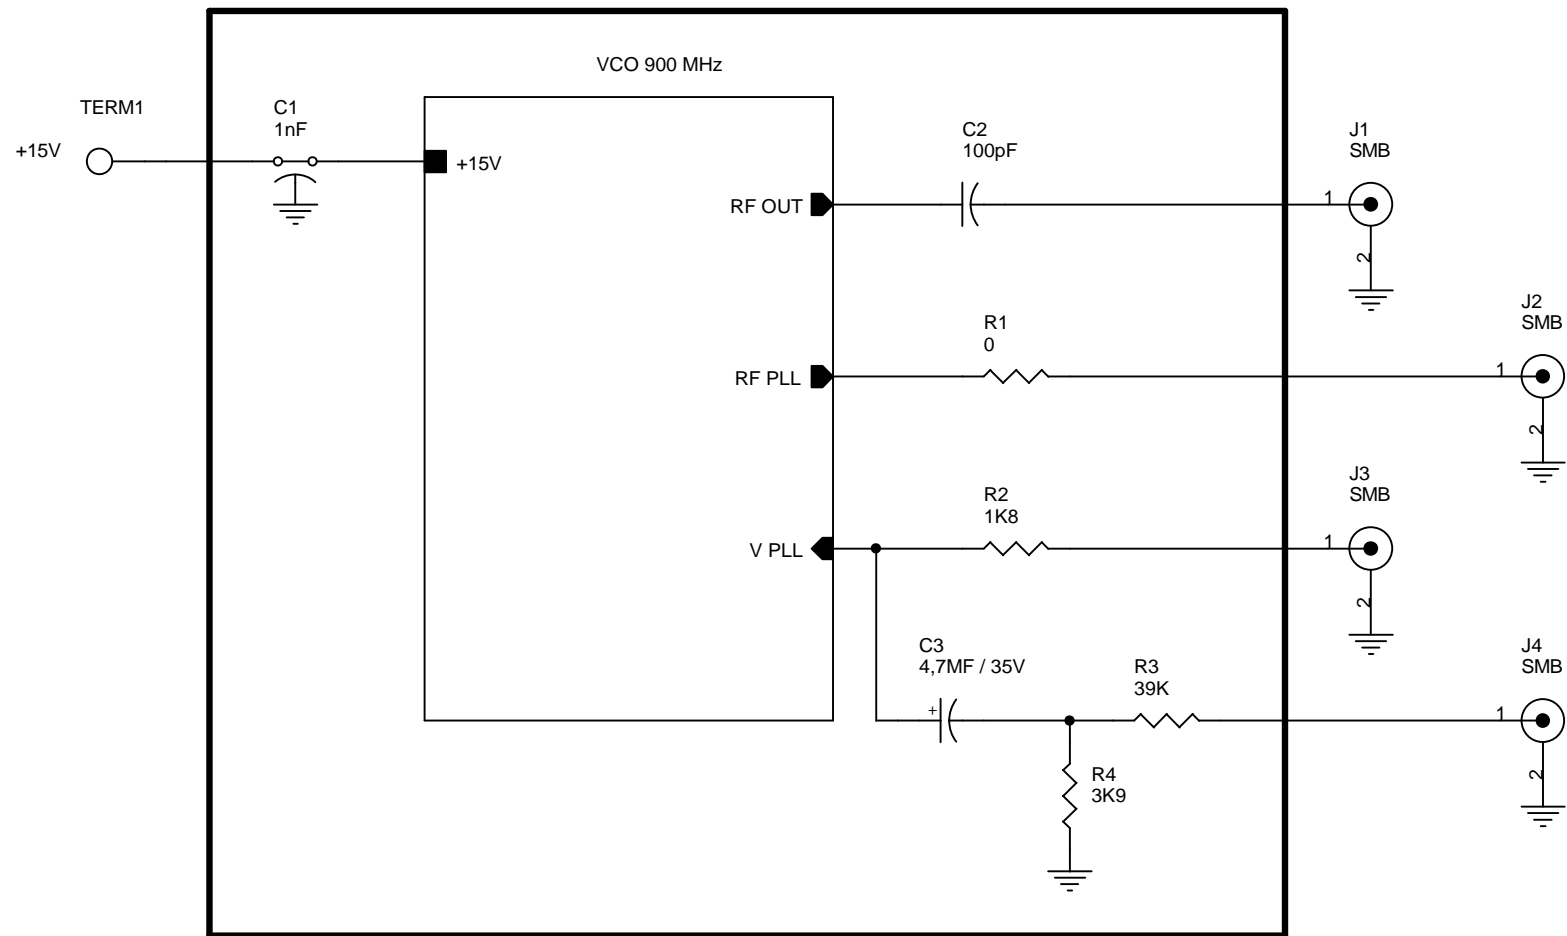 VCO 900 MHz
TERM1
+15V
C1
1nF
+15V
C2
100pF
J1
SMB
RF OUT
1
2
J2
SMB
R1
0
RF PLL
1
2
J3
SMB
R2
1K8
V PLL
1
2
C3
4,7MF / 35V
+
R3
39K
J4
SMB
1
2
R4
3K9